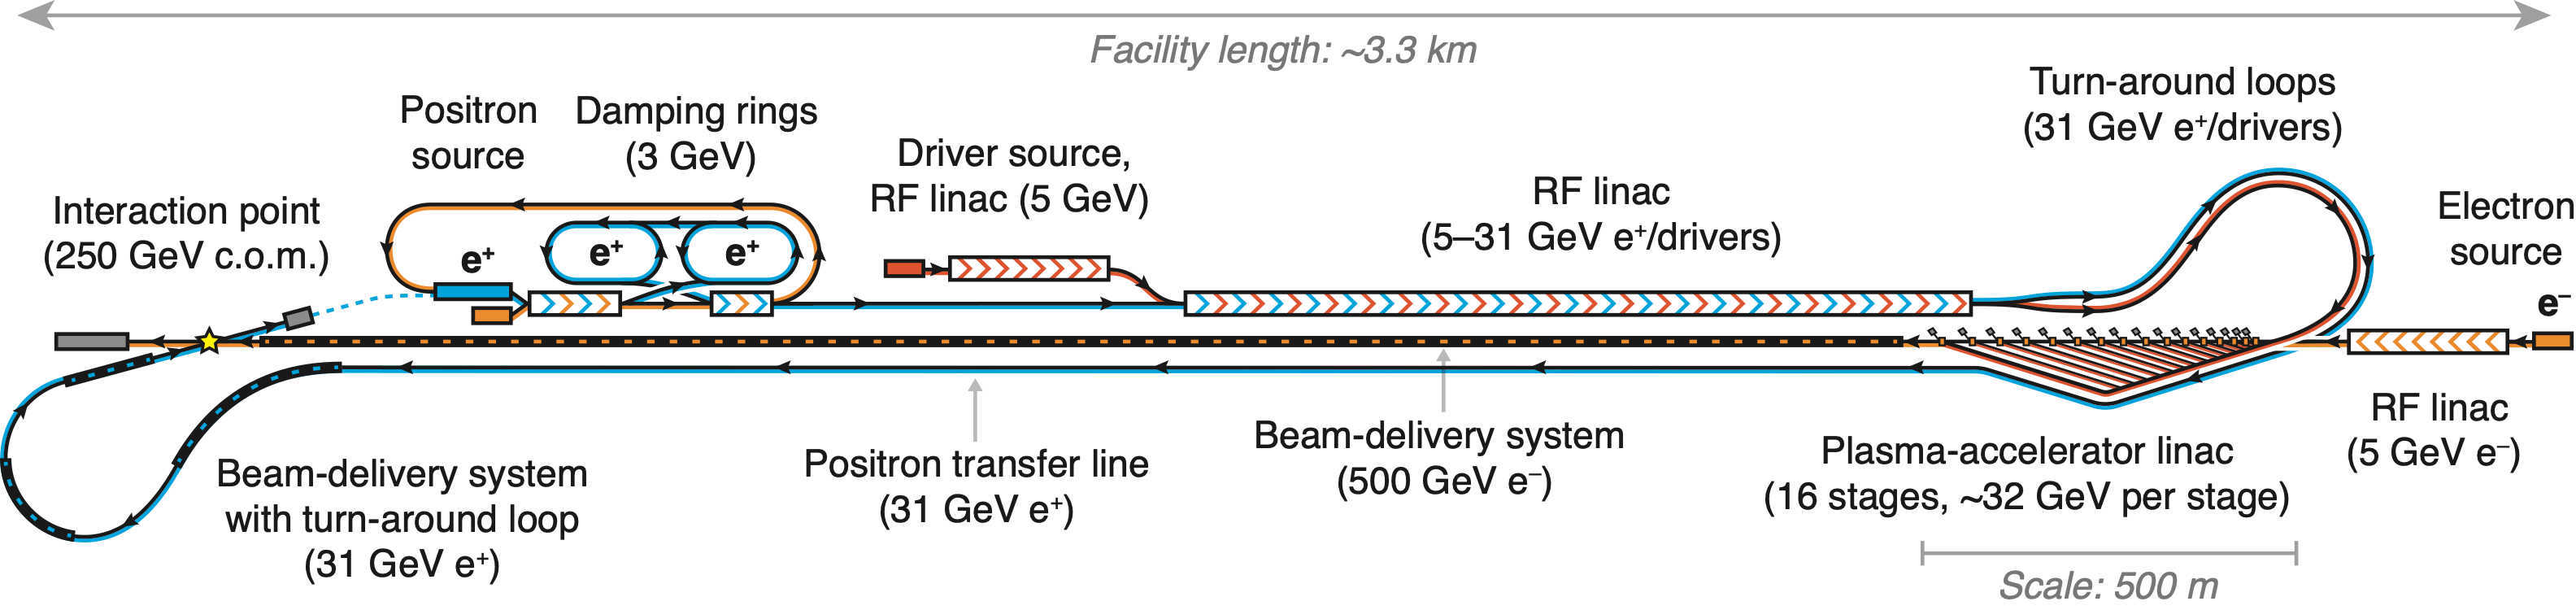 Facility length: ~3.3 km
Turn-around loops
(31 GeV e⁺/drivers)
Positron
source
Damping rings
(3 GeV)
Driver source,
RF linac (5 GeV)
RF linac
(5–31 GeV e⁺/drivers)
Electron
source
e⁻
Interaction point
(250 GeV c.o.m.)
e⁺
e⁺
e⁺
Beam-delivery system
with turn-around loop
(31 GeV e⁺)
Positron transfer line
(31 GeV e⁺)
Beam-delivery system
(500 GeV e⁻)
Plasma-accelerator linac
(16 stages, ~32 GeV per stage)
RF linac
(5 GeV e⁻)
Scale: 500 m